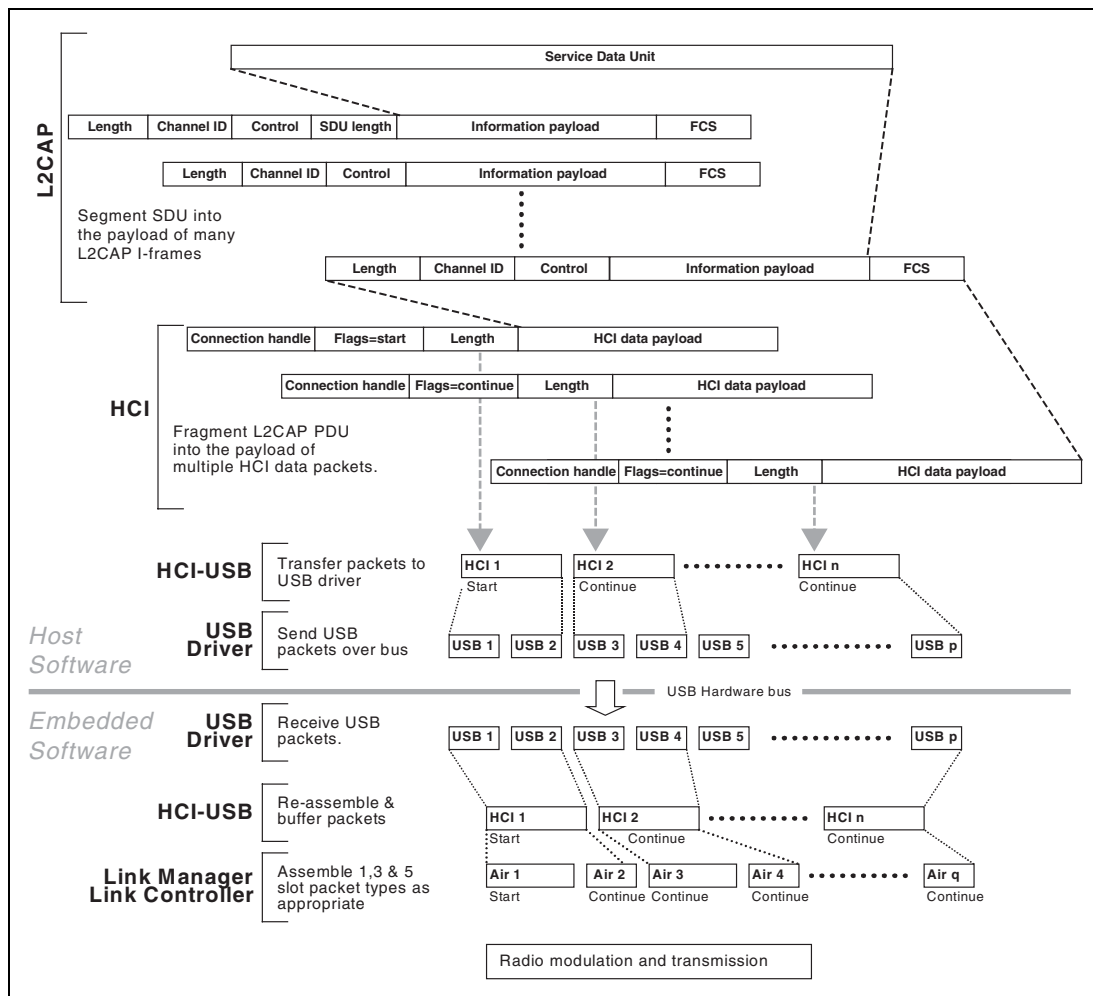 Service Data Unit
L2CAP
Length Channel ID Control SDU length Information payload FCS
Length Channel ID Control Information payload FCS
Segment SDU into
the payload of many
L2CAP I-frames
Length Channel ID Control Information payload FCS
HCI
Connection handle Flags=start Length HCI data payload
Connection handle Flags=continue Length HCI data payload
Fragment L2CAP PDU
into the payload of
multiple HCI data packets.
Connection handle Flags=continue Length HCI data payload
HCI-USB
Transfer packets to
USB driver
HCI 1 HCI 2 HCI n
Start Continue Continue
Host
Software
USB
Driver
Send USB
packets over bus
USB 1 USB 2 USB 3 USB 4 USB 5 USB p
USB Hardware bus
Embedded
Software
USB
Driver
Receive USB
packets.
USB 1 USB 2 USB 3 USB 4 USB 5 USB p
HCI-USB
Re-assemble &
buffer packets
HCI 1 HCI 2 HCI n
Start Continue Continue
Link Manager
Link Controller
Assemble 1,3 & 5
slot packet types as
appropriate
Air 1 Air 2 Air 3 Air 4 Air q
Start Continue Continue Continue Continue
Radio modulation and transmission